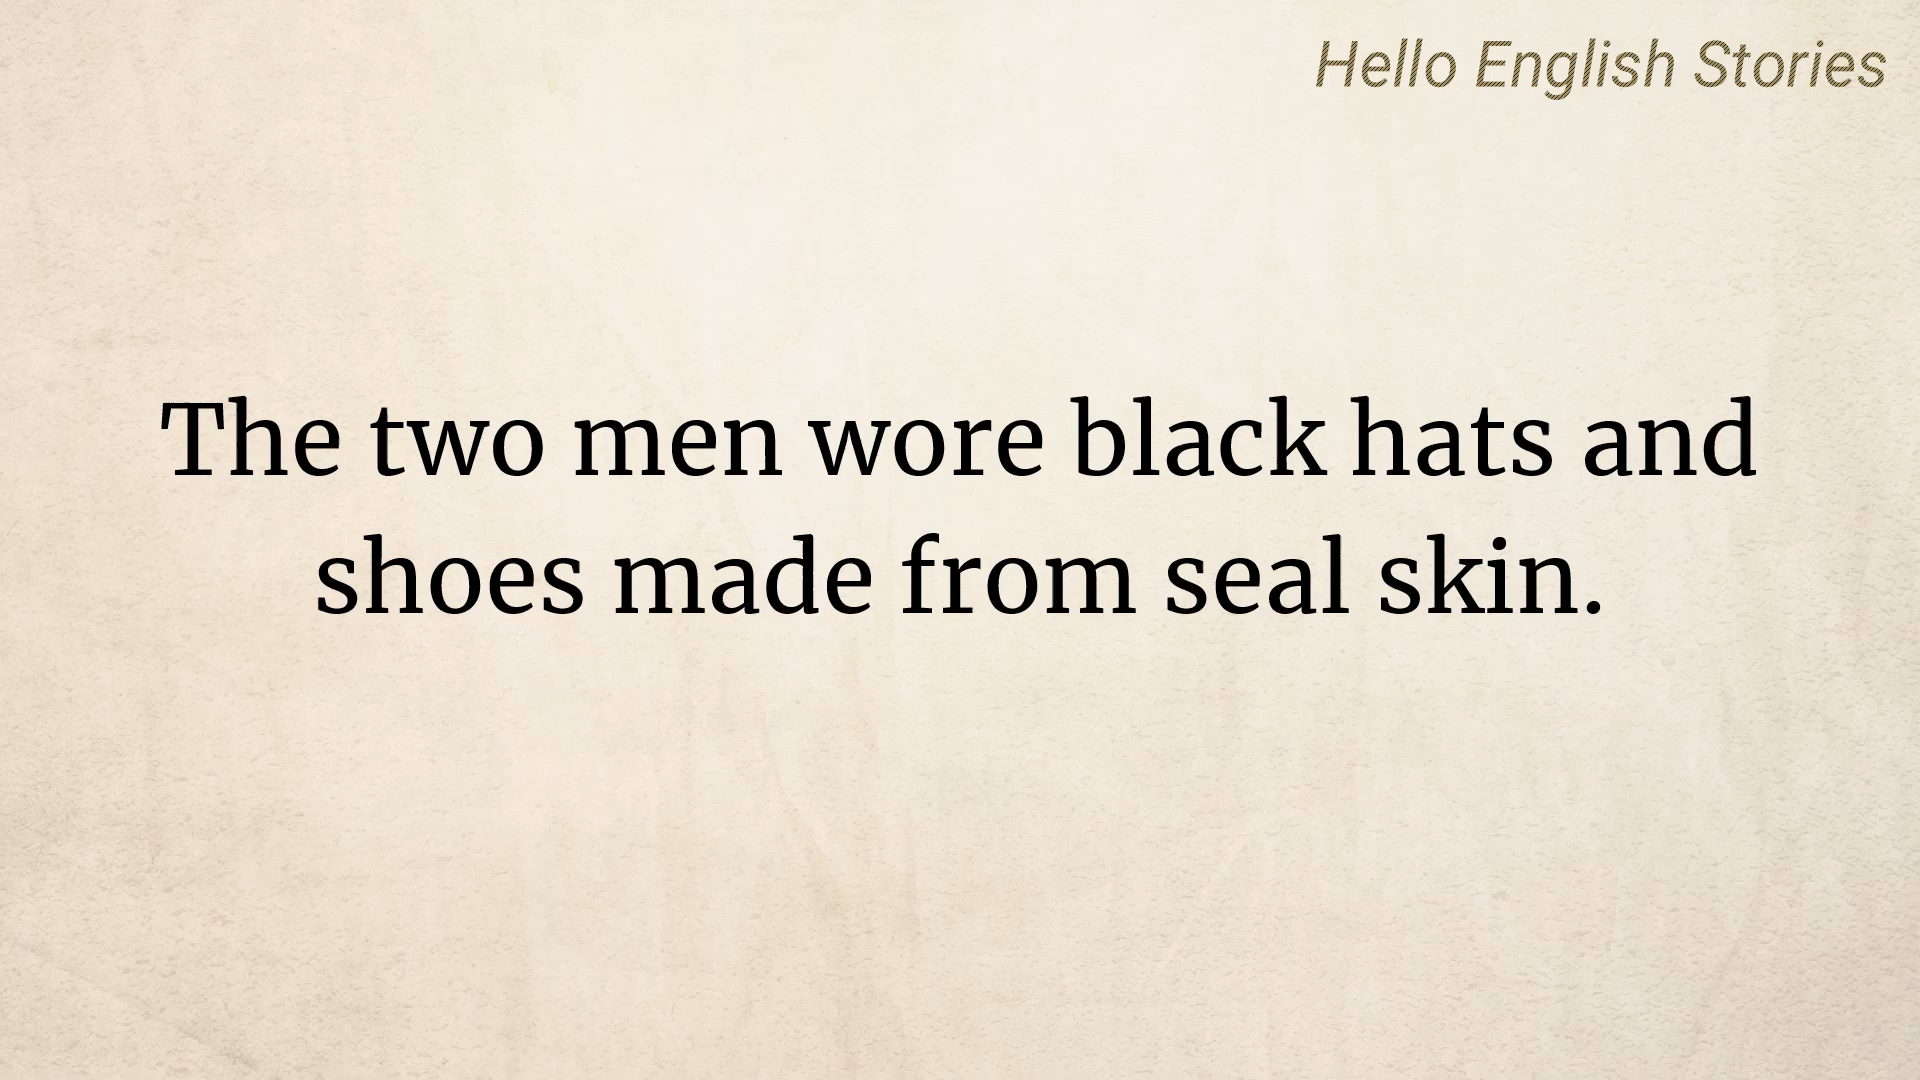 Hello English Stories
The two men wore black hats and
shoes made from seal skin.